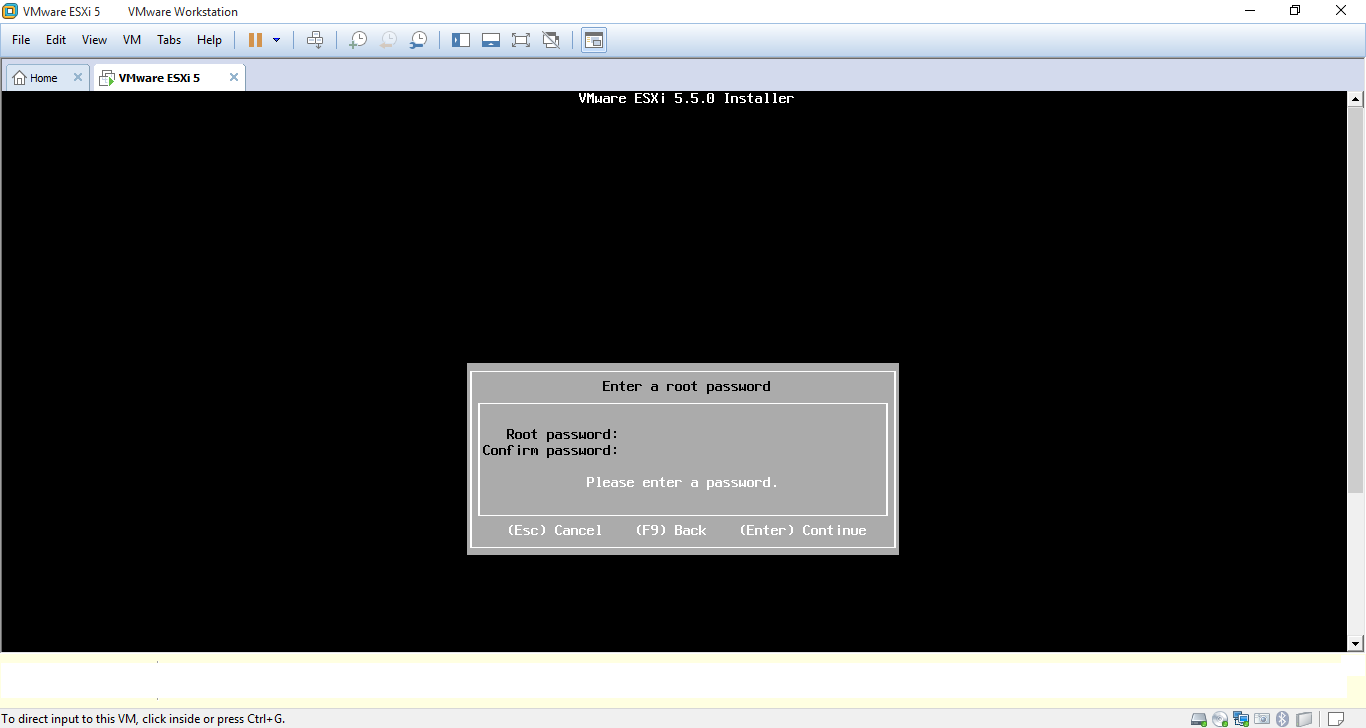 VMware ESXi 5 VMware Workstation
File Edit View VM Tabs Help
Home VMware ESXi 5
VMware ESXi 5.5.0 Installer
Enter a root password
Root password:
Confirm password:
Please enter a password.
(Esc) Cancel (F9) Back (Enter) Continue
To direct input to this VM, click inside or press Ctrl+G.